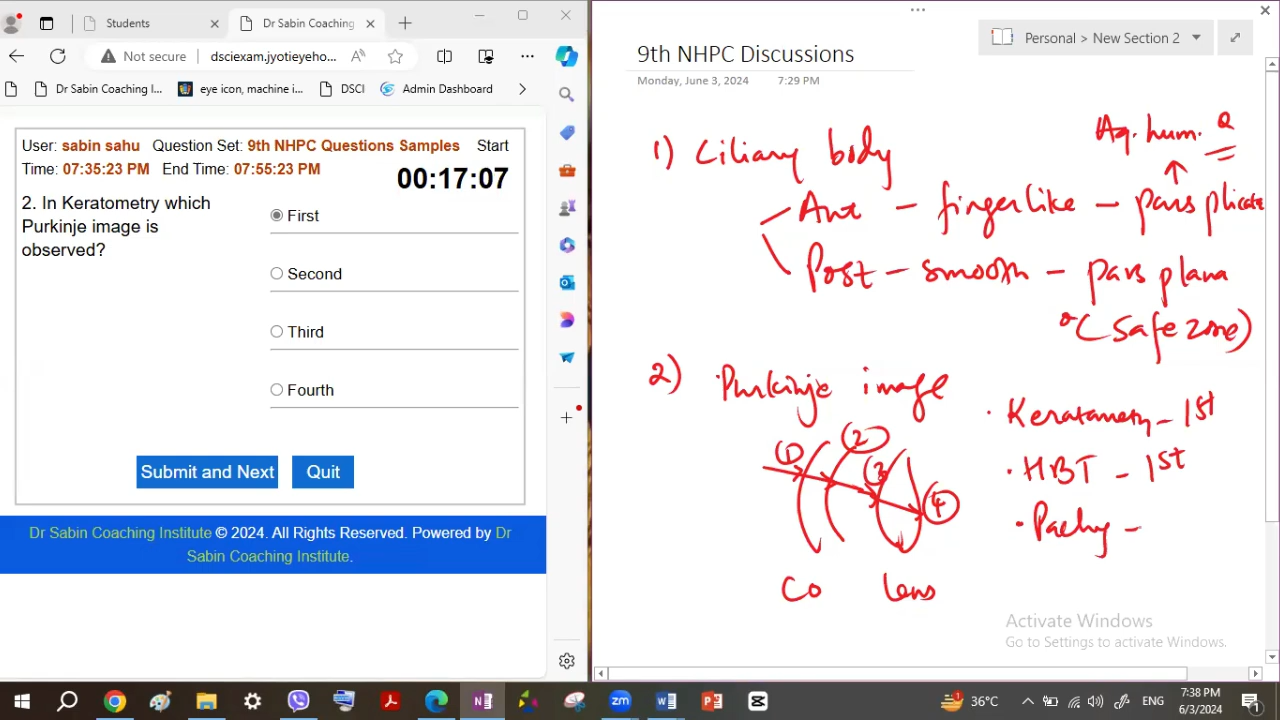 Students
Dr Sabin Coaching
Not secure
dsciexam.jyotieyeho...
Dr Sabin Coaching I...
eye icon, machine i...
DSCI
Admin Dashboard
User: sabin sahu Question Set: 9th NHPC Questions Samples Start
Time: 07:35:23 PM End Time: 07:55:23 PM
00:17:07
2. In Keratometry which
Purkinje image is
observed?
First
Second
Third
Fourth
Submit and Next
Quit
Dr Sabin Coaching Institute © 2024. All Rights Reserved. Powered by Dr
Sabin Coaching Institute.
Personal > New Section 2
9th NHPC Discussions
Monday, June 3, 2024 7:29 PM
Aq. hum.
1) Ciliary body
Ant - fingerlike - pars plicata
Post - smooth - pars plana
(Safe zone)
2) Purkinje image
Keratometry - 1st
HBT - 1st
Pachy -
(1) (2) (3) (4)
Co lens
Activate Windows
Go to Settings to activate Windows.
36°C
ENG
7:38 PM
6/3/2024